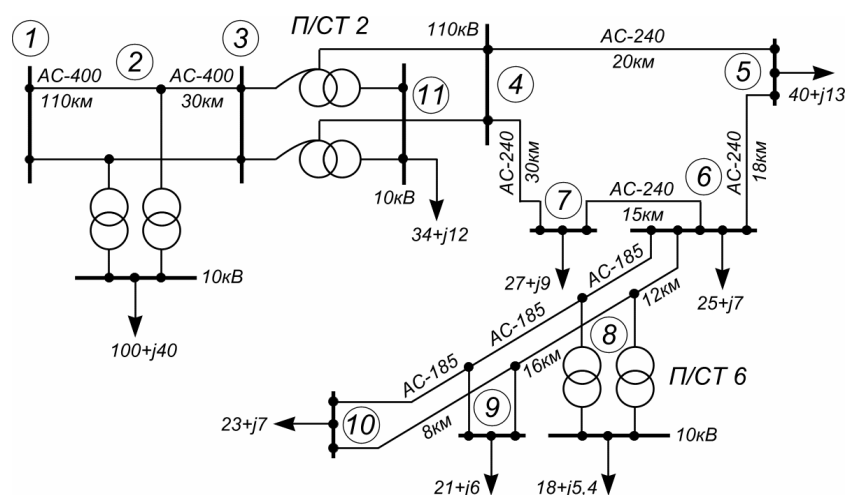 П/СТ 2
1
2
3
110кВ
АС-240
АС-400
АС-400
110км
30км
20км
11
4
5
40+j13
АС-240
30км
АС-240
18км
7
АС-240
6
15км
10кВ
34+j12
10кВ
27+j9
АС-185
25+j7
12км
100+j40
АС-185
8
П/СТ 6
АС-185
16км
23+j7
10
8км
9
10кВ
21+j6
18+j5,4